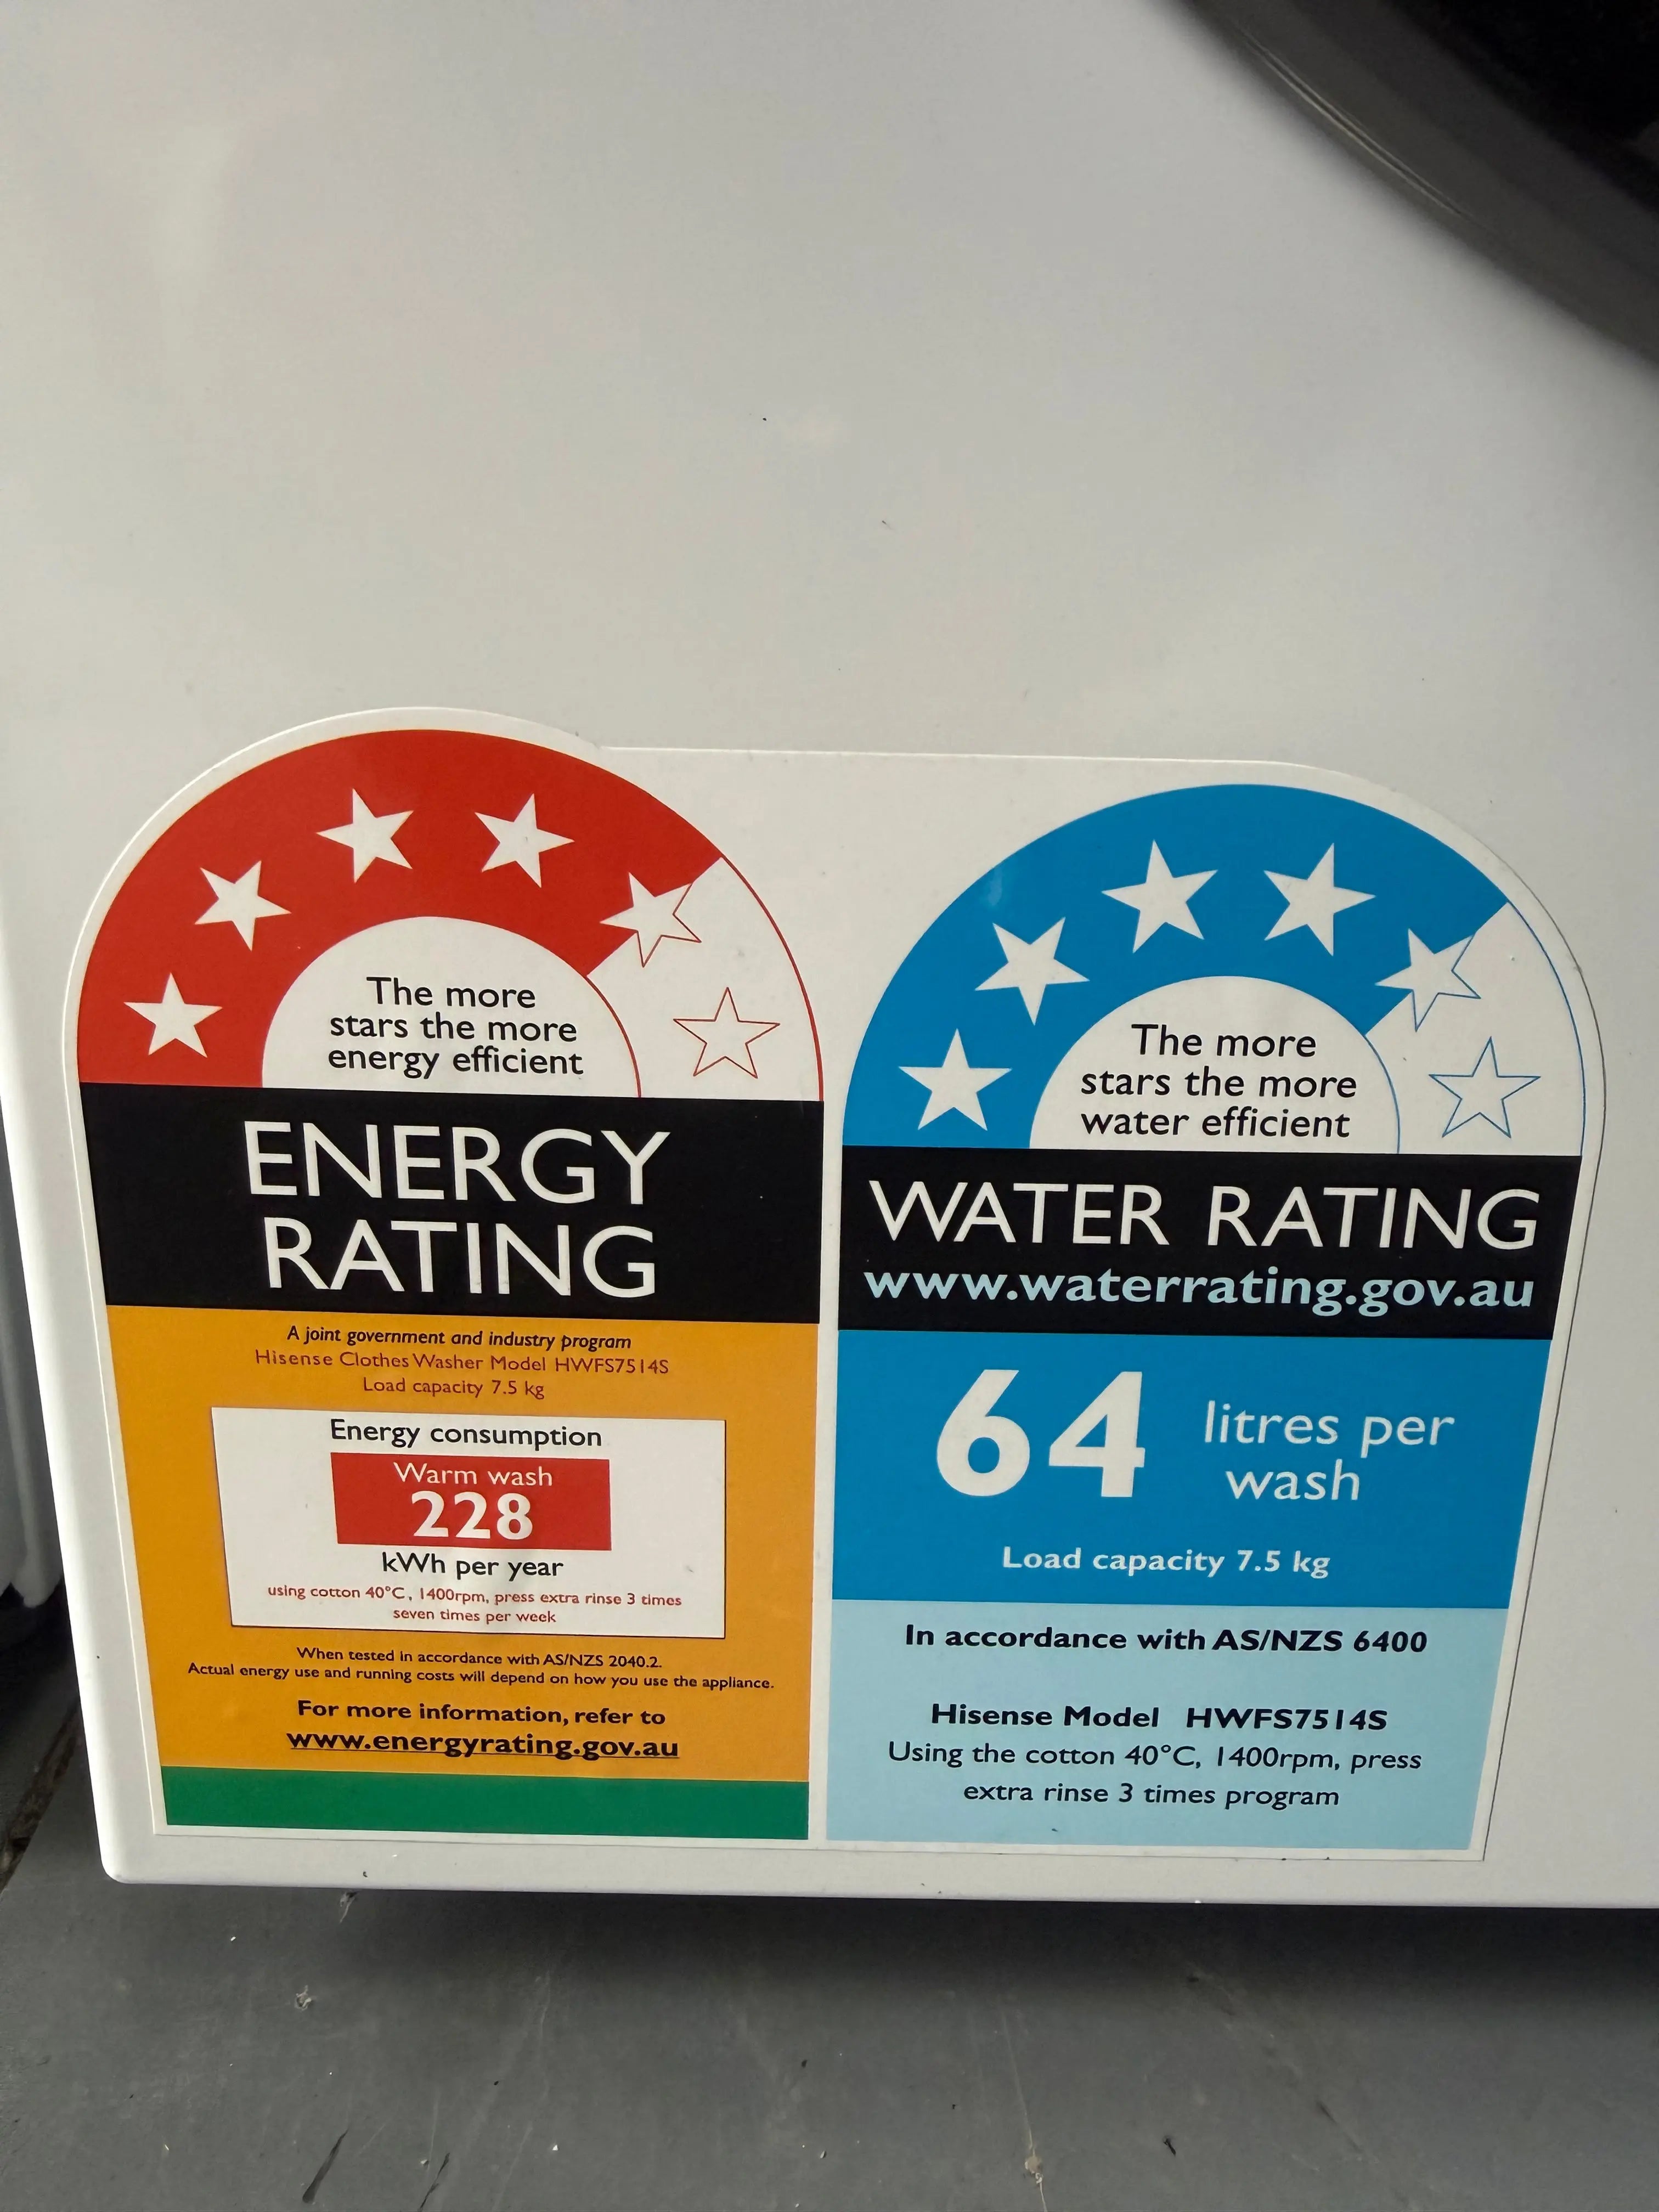 The more
stars the more
energy efficient
ENERGY
RATING
A joint government and industry program
Hisense Clothes Washer Model HWFS7514S
Load capacity 7.5 kg
Energy consumption
Warm wash
228
kWh per year
using cotton 40°C, 1400rpm, press extra rinse 3 times
seven times per week
When tested in accordance with AS/NZS 2040.2.
Actual energy use and running costs will depend on how you use the appliance.
For more information, refer to
www.energyrating.gov.au
The more
stars the more
water efficient
WATER RATING
www.waterrating.gov.au
64 litres per
wash
Load capacity 7.5 kg
In accordance with AS/NZS 6400
Hisense Model HWFS7514S
Using the cotton 40°C, 1400rpm, press
extra rinse 3 times program